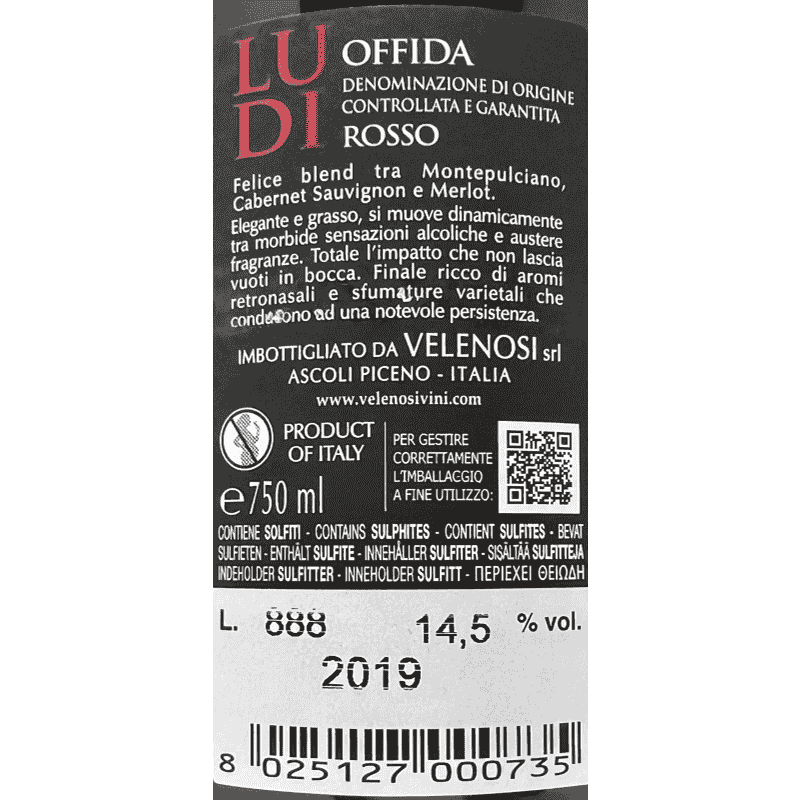 LU
DI
OFFIDA
DENOMINAZIONE DI ORIGINE
CONTROLLATA E GARANTITA
ROSSO
Felice blend tra Montepulciano,
Cabernet Sauvignon e Merlot.
Elegante e grasso, si muove dinamicamente
tra morbide sensazioni alcoliche e austere
fragranze. Totale l'impatto che non lascia
vuoti in bocca. Finale ricco di aromi
retronasali e sfumature varietali che
conducono ad una notevole persistenza.
IMBOTTIGLIATO DA VELENOSI srl
ASCOLI PICENO - ITALIA
www.velenosivini.com
PRODUCT
OF ITALY
PER GESTIRE
CORRETTAMENTE
L'IMBALLAGGIO
A FINE UTILIZZO:
℮750 ml
CONTIENE SOLFITI - CONTAINS SULPHITES - CONTIENT SULFITES - BEVAT
SULFIETEN - ENTHÄLT SULFITE - INNEHÅLLER SULFITER - SISÄLTÄÄ SULFITTEJA
INDEHOLDER SULFITTER - INNEHOLDER SULFITT - ΠΕΡΙΕΧΕΙ ΘΕΙΩΔΗ
L. 888 14,5 % vol.
2019
8 025127 000735